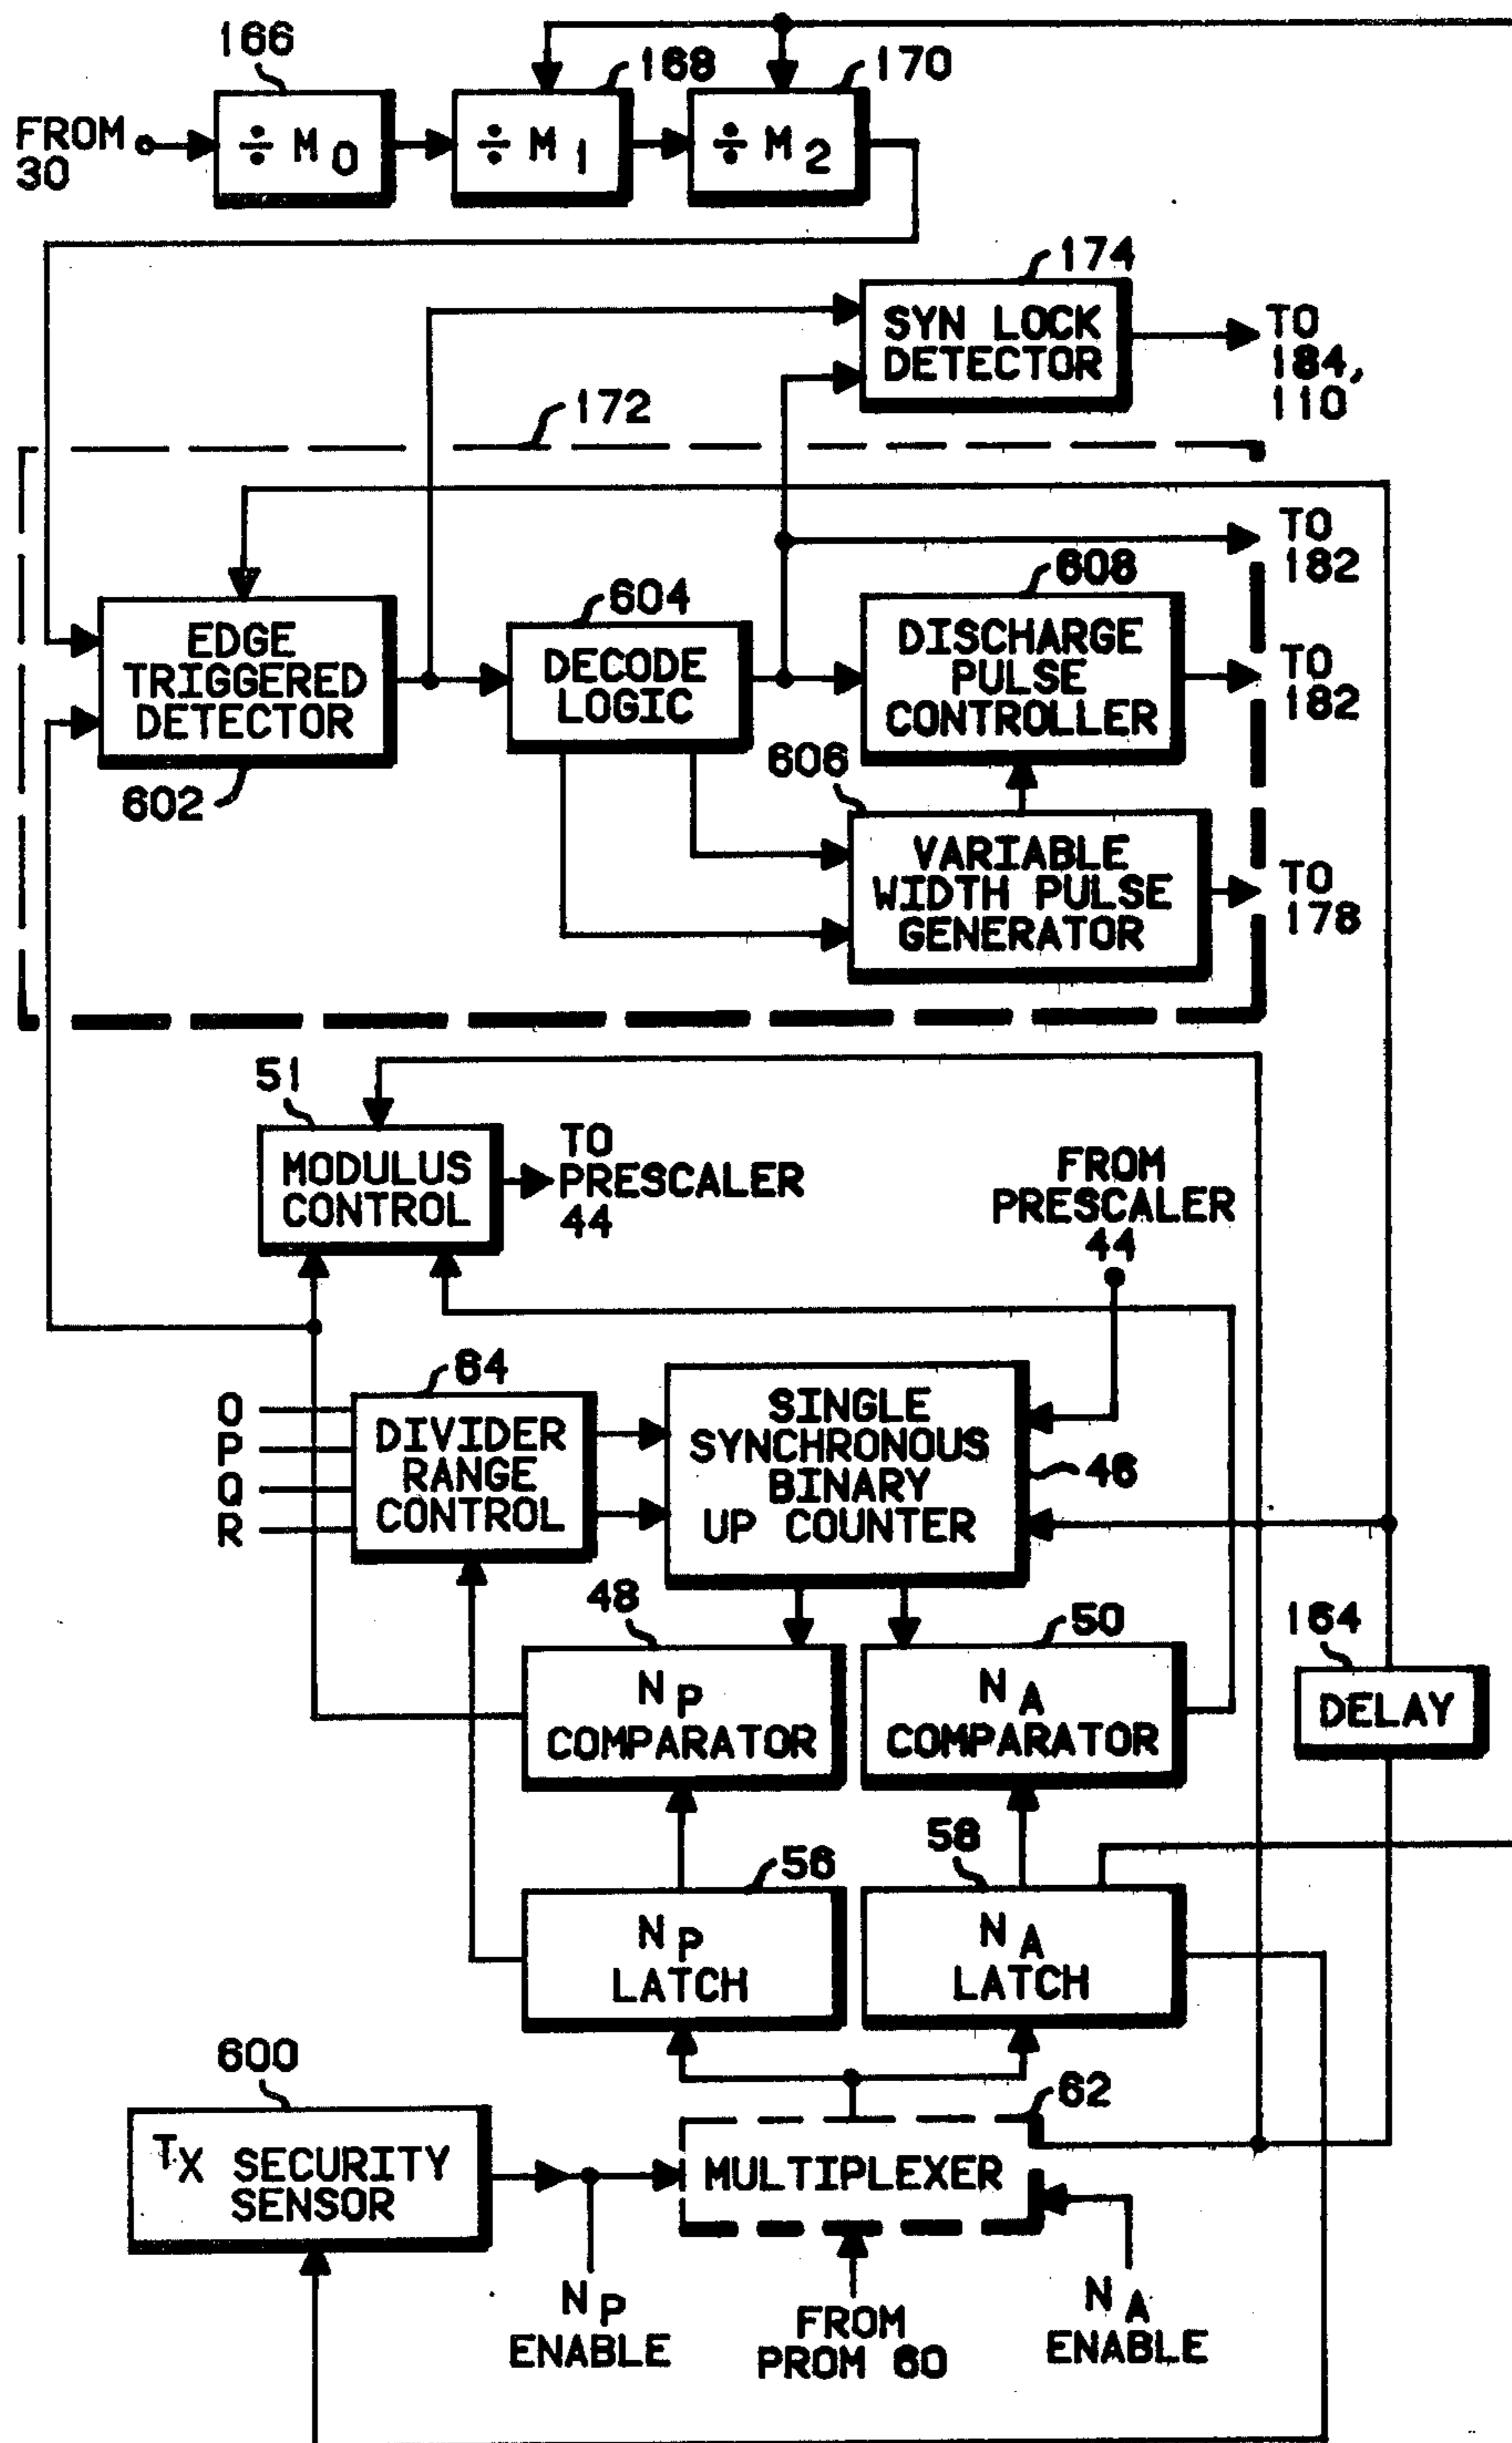 166
168
170
FROM
30
÷ M0
÷ M1
÷ M2
174
SYN LOCK
DETECTOR
TO
184,
110
172
TO
182
602
EDGE
TRIGGERED
DETECTOR
604
DECODE
LOGIC
608
DISCHARGE
PULSE
CONTROLLER
TO
182
606
VARIABLE
WIDTH PULSE
GENERATOR
TO
178
51
MODULUS
CONTROL
TO
PRESCALER
44
FROM
PRESCALER
44
O
P
Q
R
64
DIVIDER
RANGE
CONTROL
SINGLE
SYNCHRONOUS
BINARY
UP COUNTER
46
48
NP
COMPARATOR
50
NA
COMPARATOR
164
DELAY
56
NP
LATCH
58
NA
LATCH
600
TX SECURITY
SENSOR
62
MULTIPLEXER
NP
ENABLE
FROM
PROM 60
NA
ENABLE